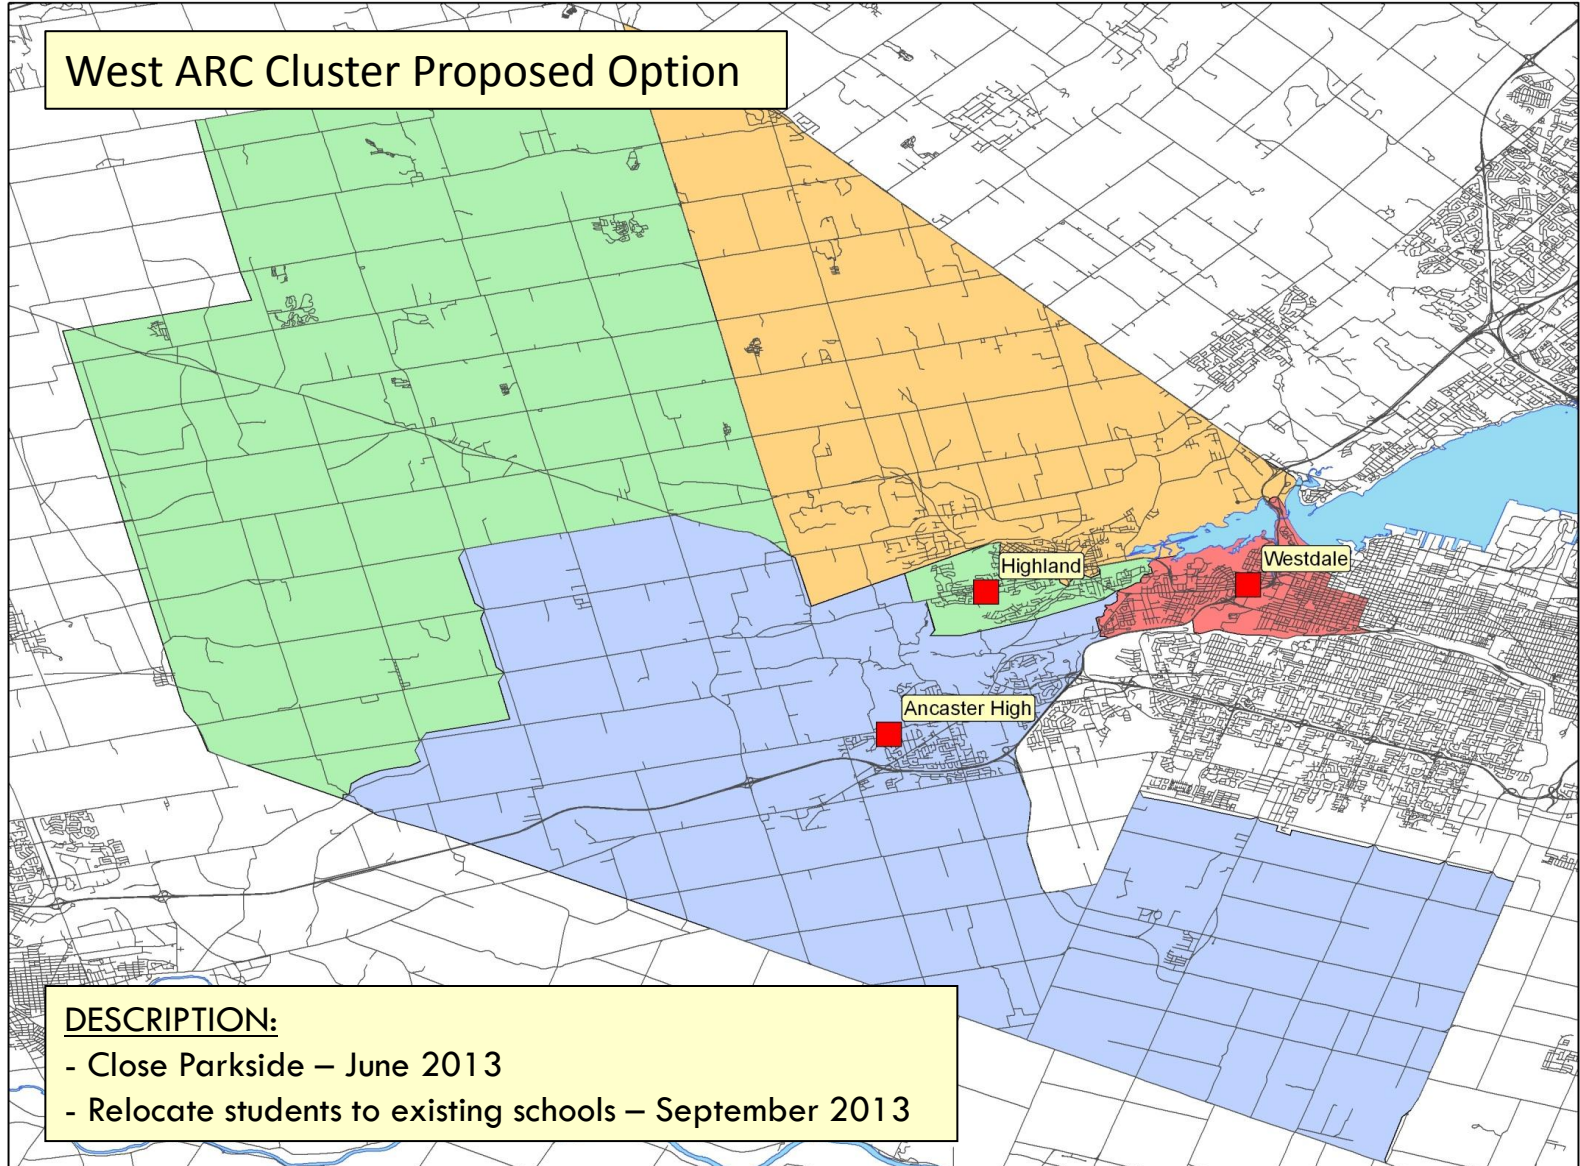 West ARC Cluster Proposed Option
Highland
Westdale
Ancaster High
DESCRIPTION:
- Close Parkside – June 2013
- Relocate students to existing schools – September 2013